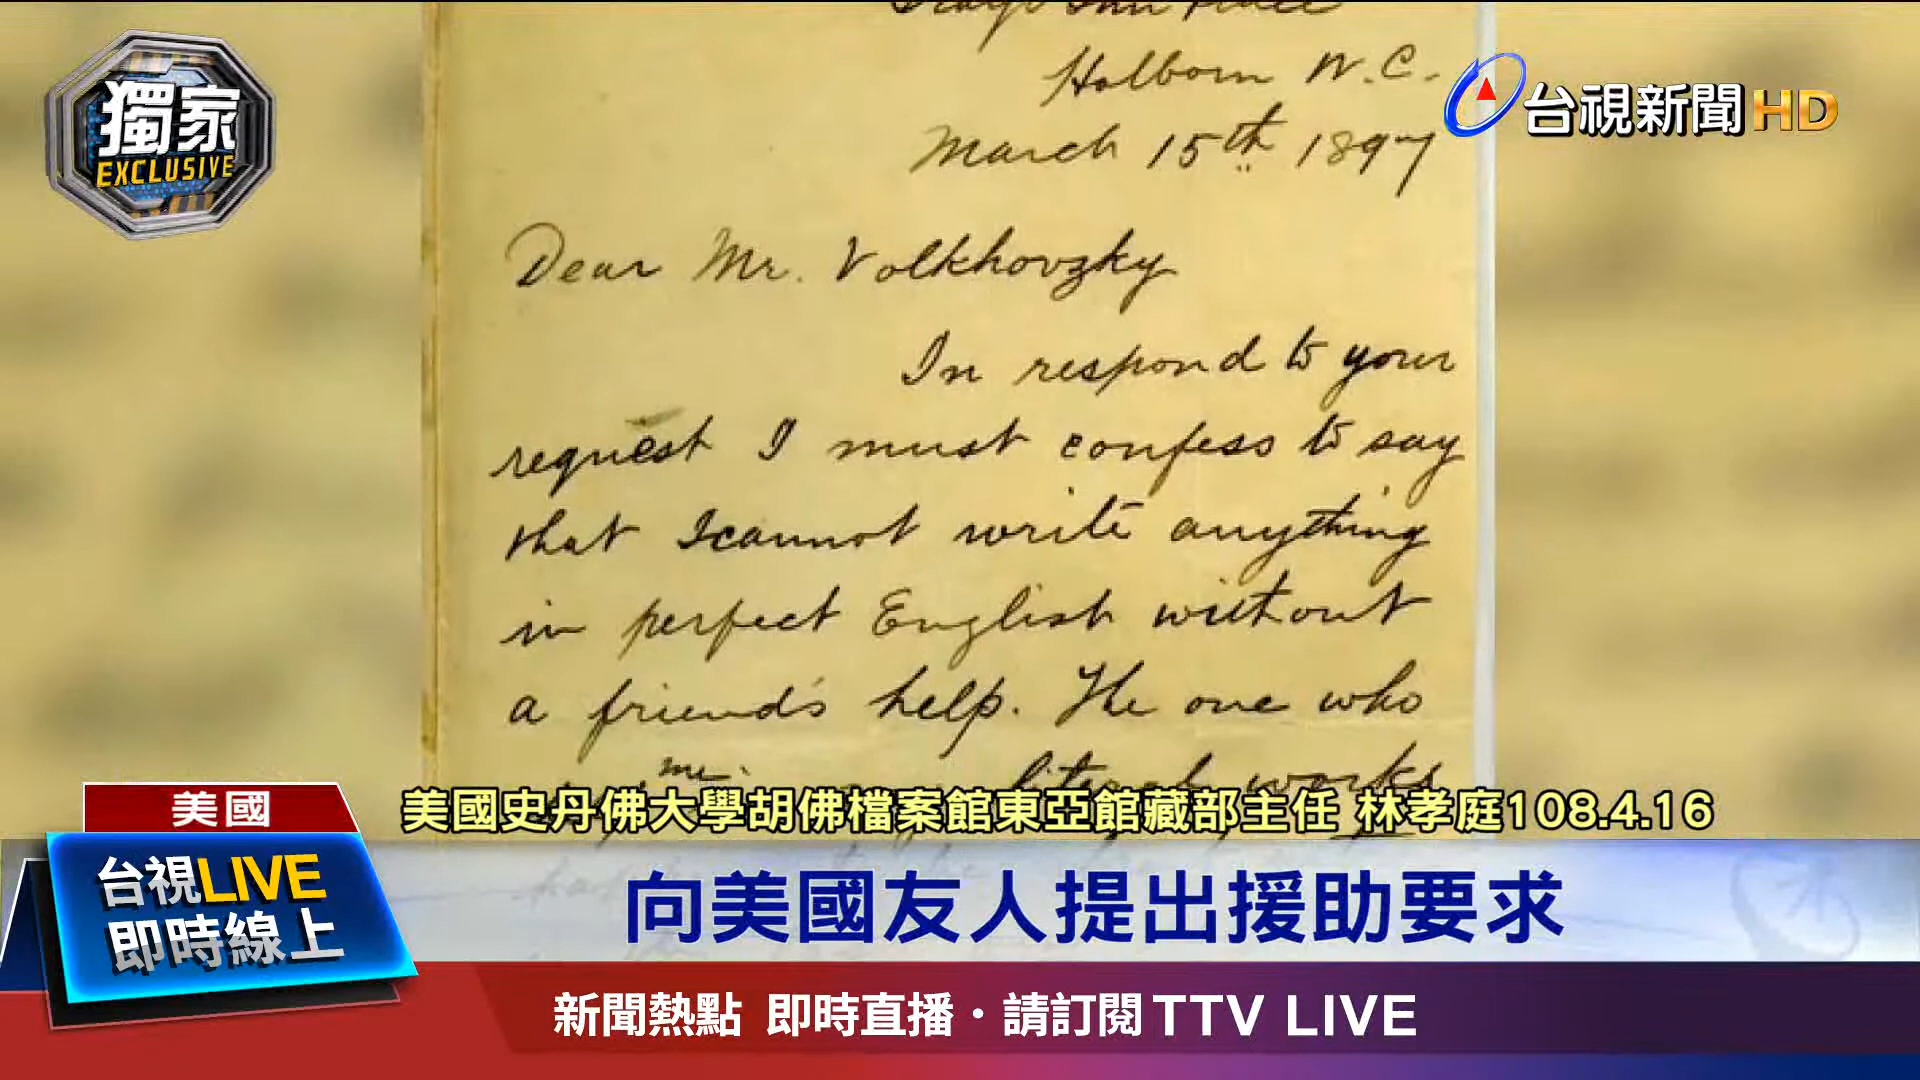 獨家
EXCLUSIVE
台視新聞HD
Holborn W.C.
March 15th 1897
Dear Mr. Volkhovzky
In respond to your
request I must confess to say
that I cannot write anything
in perfect English without
a friend's help. The one who
me
works
美國
美國史丹佛大學胡佛檔案館東亞館藏部主任 林孝庭108.4.16
台視LIVE
即時線上
向美國友人提出援助要求
新聞熱點 即時直播・請訂閱TTV LIVE